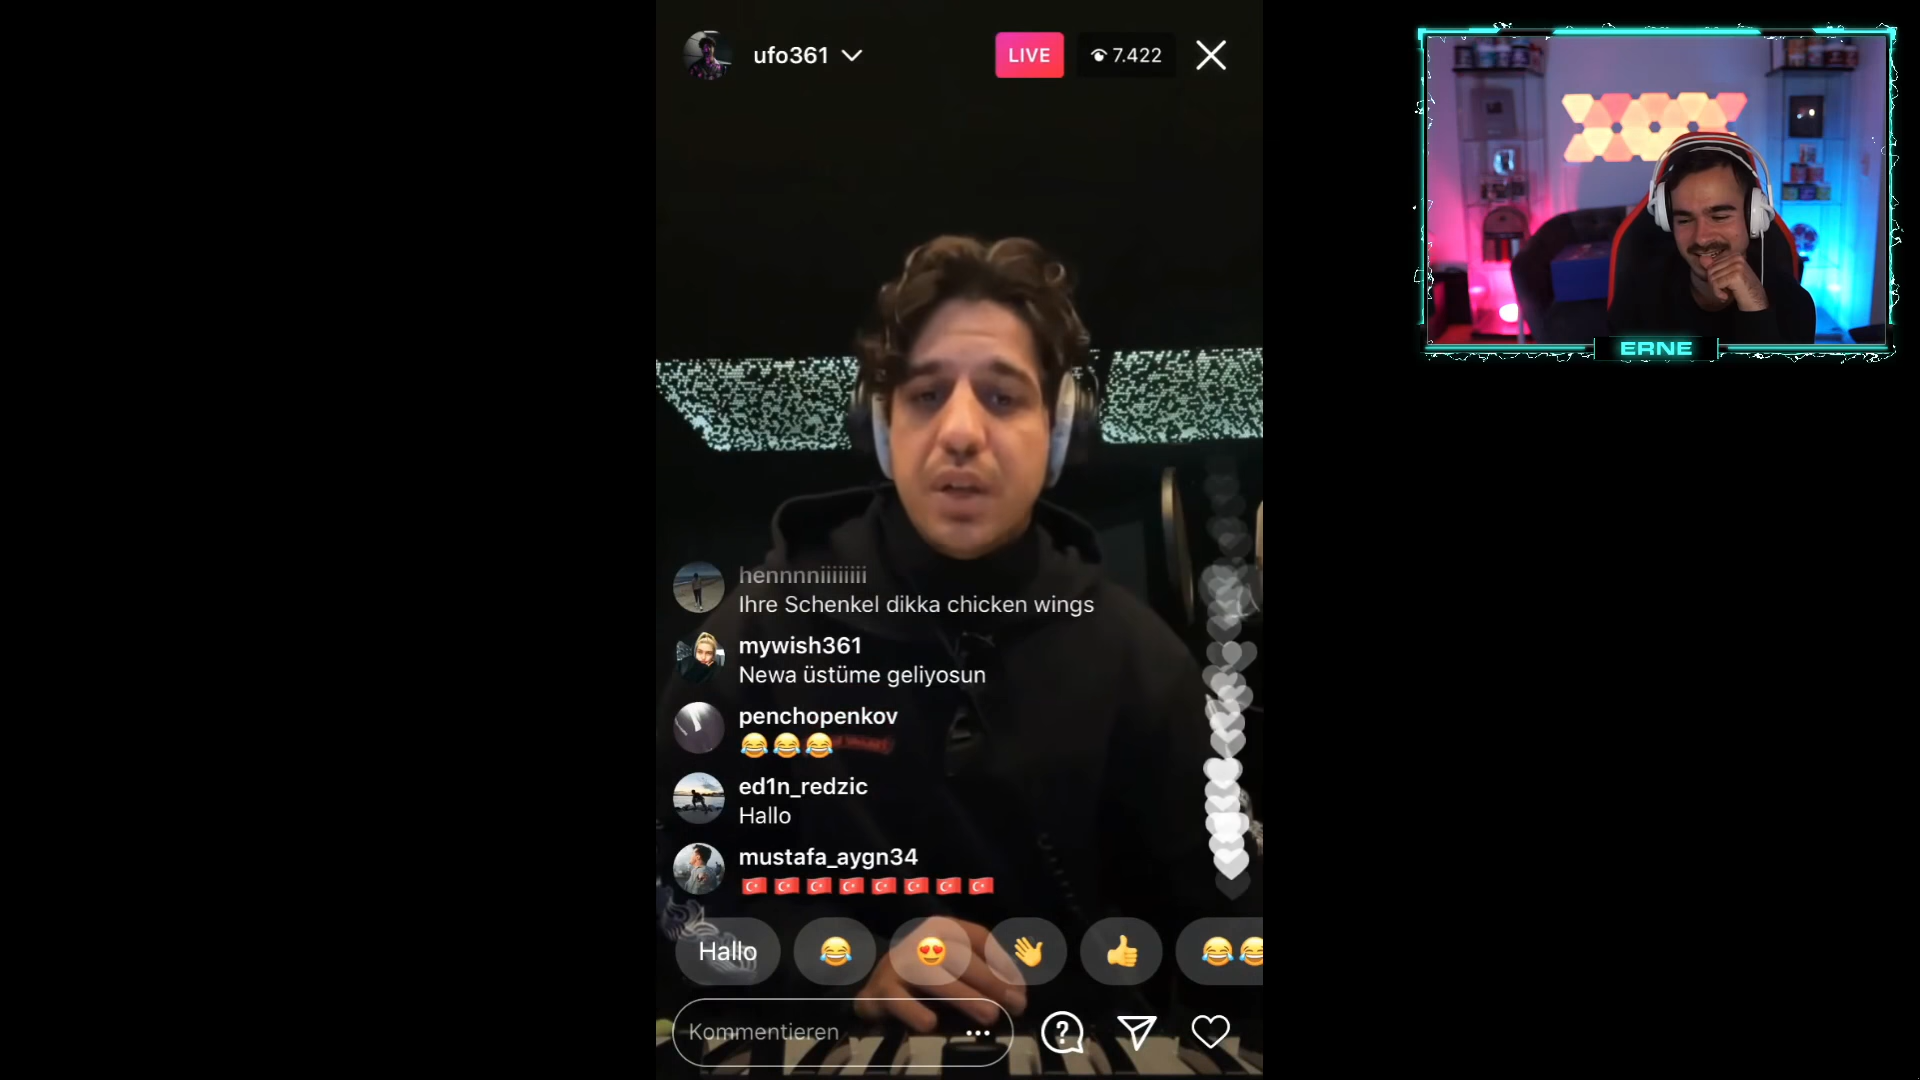 ufo361
LIVE
7.422
ERNE
hennnniiiiiiii
Ihre Schenkel dikka chicken wings
mywish361
Newa üstüme geliyosun
penchopenkov
😂😂😂
ed1n_redzic
Hallo
mustafa_aygn34
🇹🇷🇹🇷🇹🇷🇹🇷🇹🇷🇹🇷🇹🇷🇹🇷
Hallo 😂 😍 👋 👍 😂😂
Kommentieren